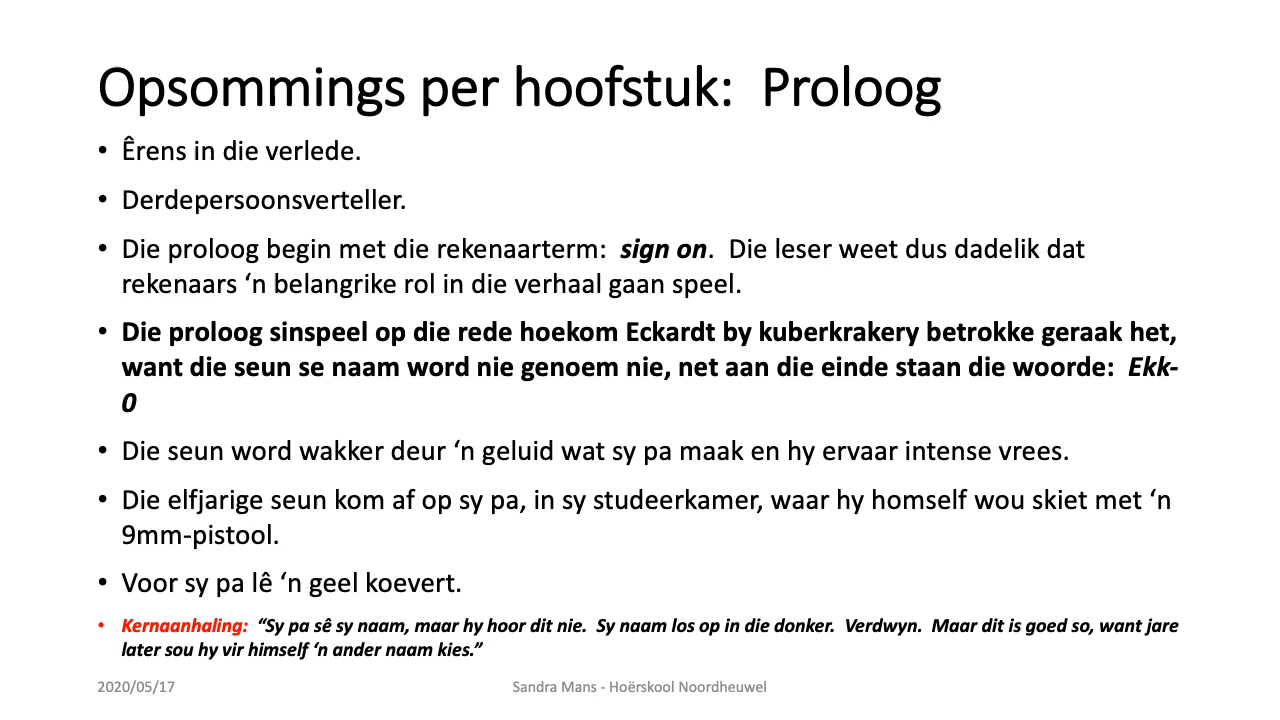 Opsommings per hoofstuk:  Proloog
• Êrens in die verlede.
• Derdepersoonsverteller.
• Die proloog begin met die rekenaarterm:  sign on.  Die leser weet dus dadelik dat
rekenaars ‘n belangrike rol in die verhaal gaan speel.
• Die proloog sinspeel op die rede hoekom Eckardt by kuberkrakery betrokke geraak het,
want die seun se naam word nie genoem nie, net aan die einde staan die woorde:  Ekk-
0
• Die seun word wakker deur ‘n geluid wat sy pa maak en hy ervaar intense vrees.
• Die elfjarige seun kom af op sy pa, in sy studeerkamer, waar hy homself wou skiet met ‘n
9mm-pistool.
• Voor sy pa lê ‘n geel koevert.
• Kernaanhaling:  “Sy pa sê sy naam, maar hy hoor dit nie.  Sy naam los op in die donker.  Verdwyn.  Maar dit is goed so, want jare
later sou hy vir himself ‘n ander naam kies.”
2020/05/17
Sandra Mans - Hoërskool Noordheuwel